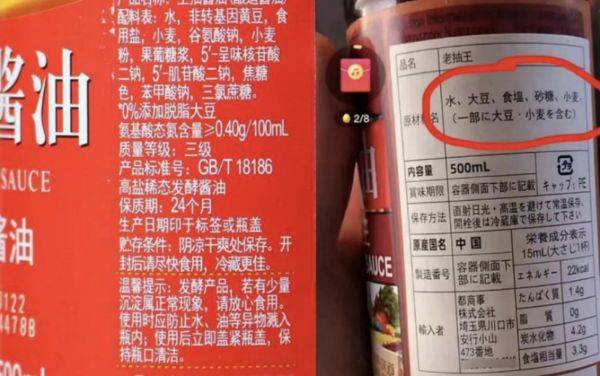 酱油
SAUCE
酱油
0122
4478B
配料表：水，非转基因黄豆，食
用盐，小麦，谷氨酸钠，小麦
粉，果葡糖浆，5′-呈味核苷酸
二钠，5′-肌苷酸二钠，焦糖
色，苯甲酸钠，三氯蔗糖。
*0%添加脱脂大豆
氨基酸态氮含量≥0.40g/100mL
质量等级：三级
产品标准号：GB/T 18186
高盐稀态发酵酱油
保质期：24个月
生产日期印于标签或瓶盖
贮存条件：阴凉干爽处保存。开
封后请尽快食用，冷藏更佳。
温馨提示：发酵产品，若有少量
沉淀属正常现象，请放心食用。
使用时应防止水、油等异物溅入
瓶内；使用后立即盖紧瓶盖，保
持瓶口清洁。
2/8
油
SAUCE
品名 老抽王
原材料名 水、大豆、食塩、砂糖、小麦、
（一部に大豆・小麦を含む）
内容量 500mL
キャップ：PE
賞味期限 容器側面下部に記載
保存方法 直射日光・高温を避けて常温保存、
開栓後は冷蔵庫で保存して下さい
原産国名 中国
製造番号 容器側面下
部に記載
輸入者 都商事
株式会社
埼玉県川口市
安行小山
473番地
栄養成分表示
15mL(大さじ1杯)
エネルギー 22kcal
たんぱく質 1.4g
脂質 0g
炭水化物 4.2g
食塩相当量 3.3g